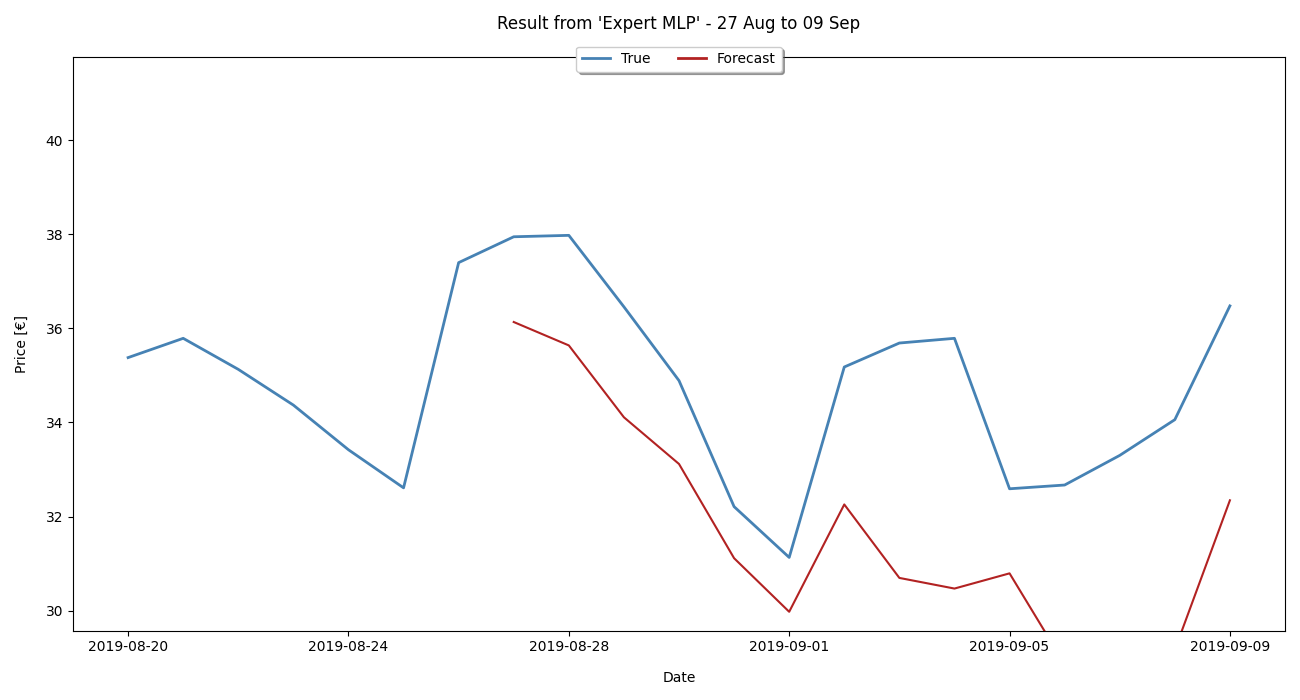 Result from 'Expert MLP' - 27 Aug to 09 Sep
True Forecast
Price [€]
40
38
36
34
32
30
2019-08-20 2019-08-24 2019-08-28 2019-09-01 2019-09-05 2019-09-09
Date